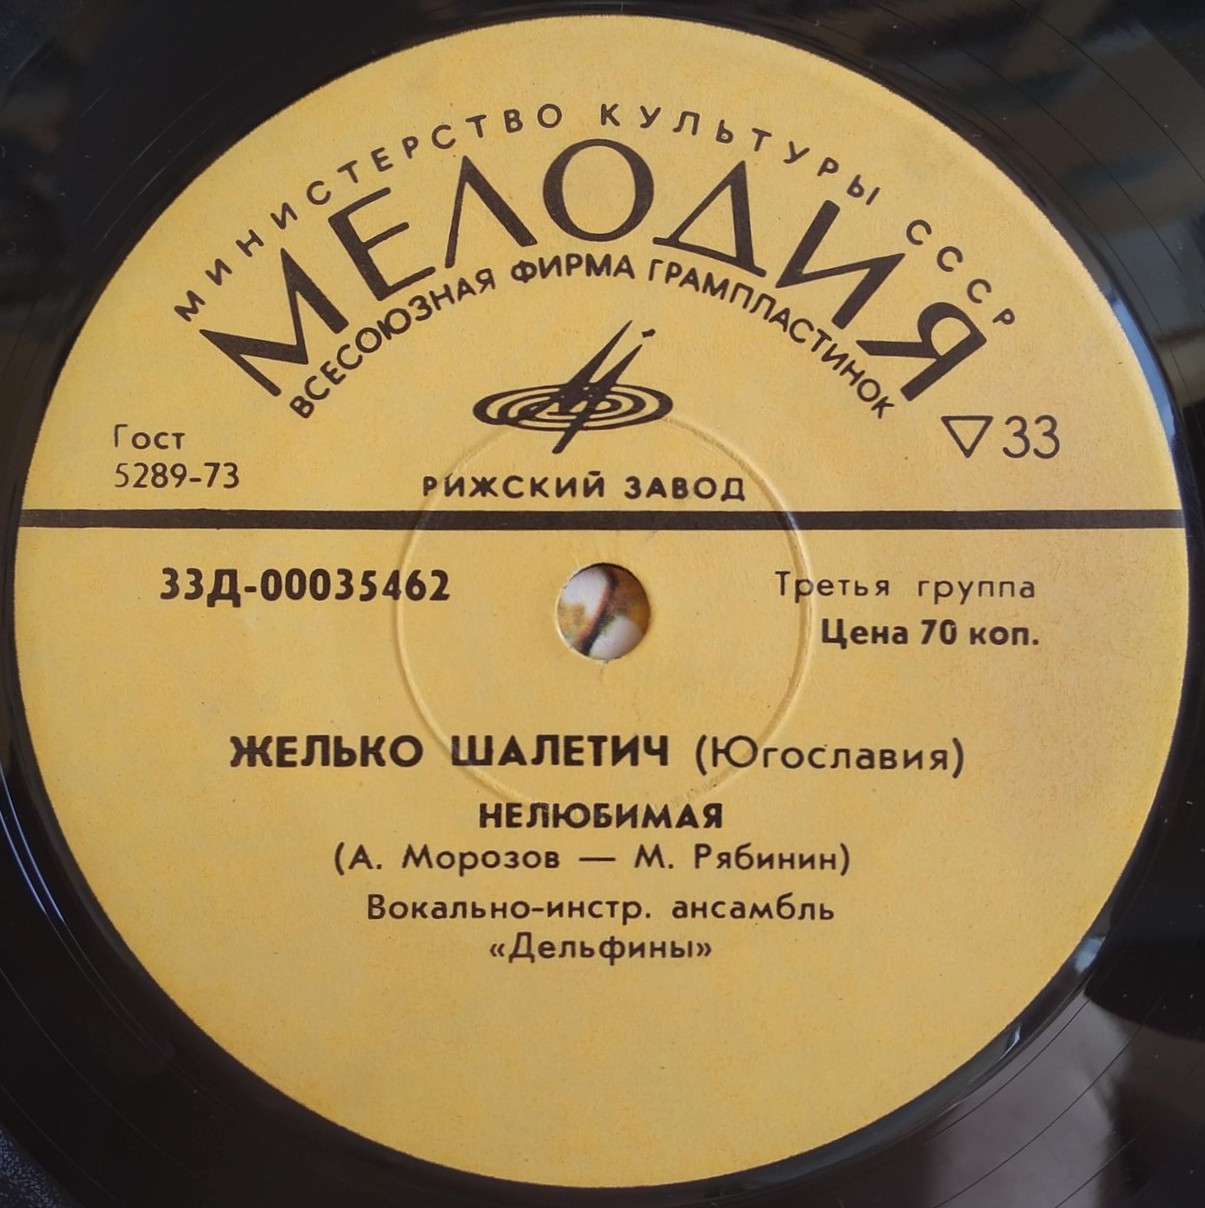 МИНИСТЕРСТВО КУЛЬТУРЫ СССР
МЕЛОДИЯ
ВСЕСОЮЗНАЯ ФИРМА ГРАМПЛАСТИНОК
Гост
5289-73
▽33
РИЖСКИЙ ЗАВОД
33Д-00035462
Третья группа
Цена 70 коп.
ЖЕЛЬКО ШАЛЕТИЧ (Югославия)
НЕЛЮБИМАЯ
(А. Морозов — М. Рябинин)
Вокально-инстр. ансамбль
«Дельфины»